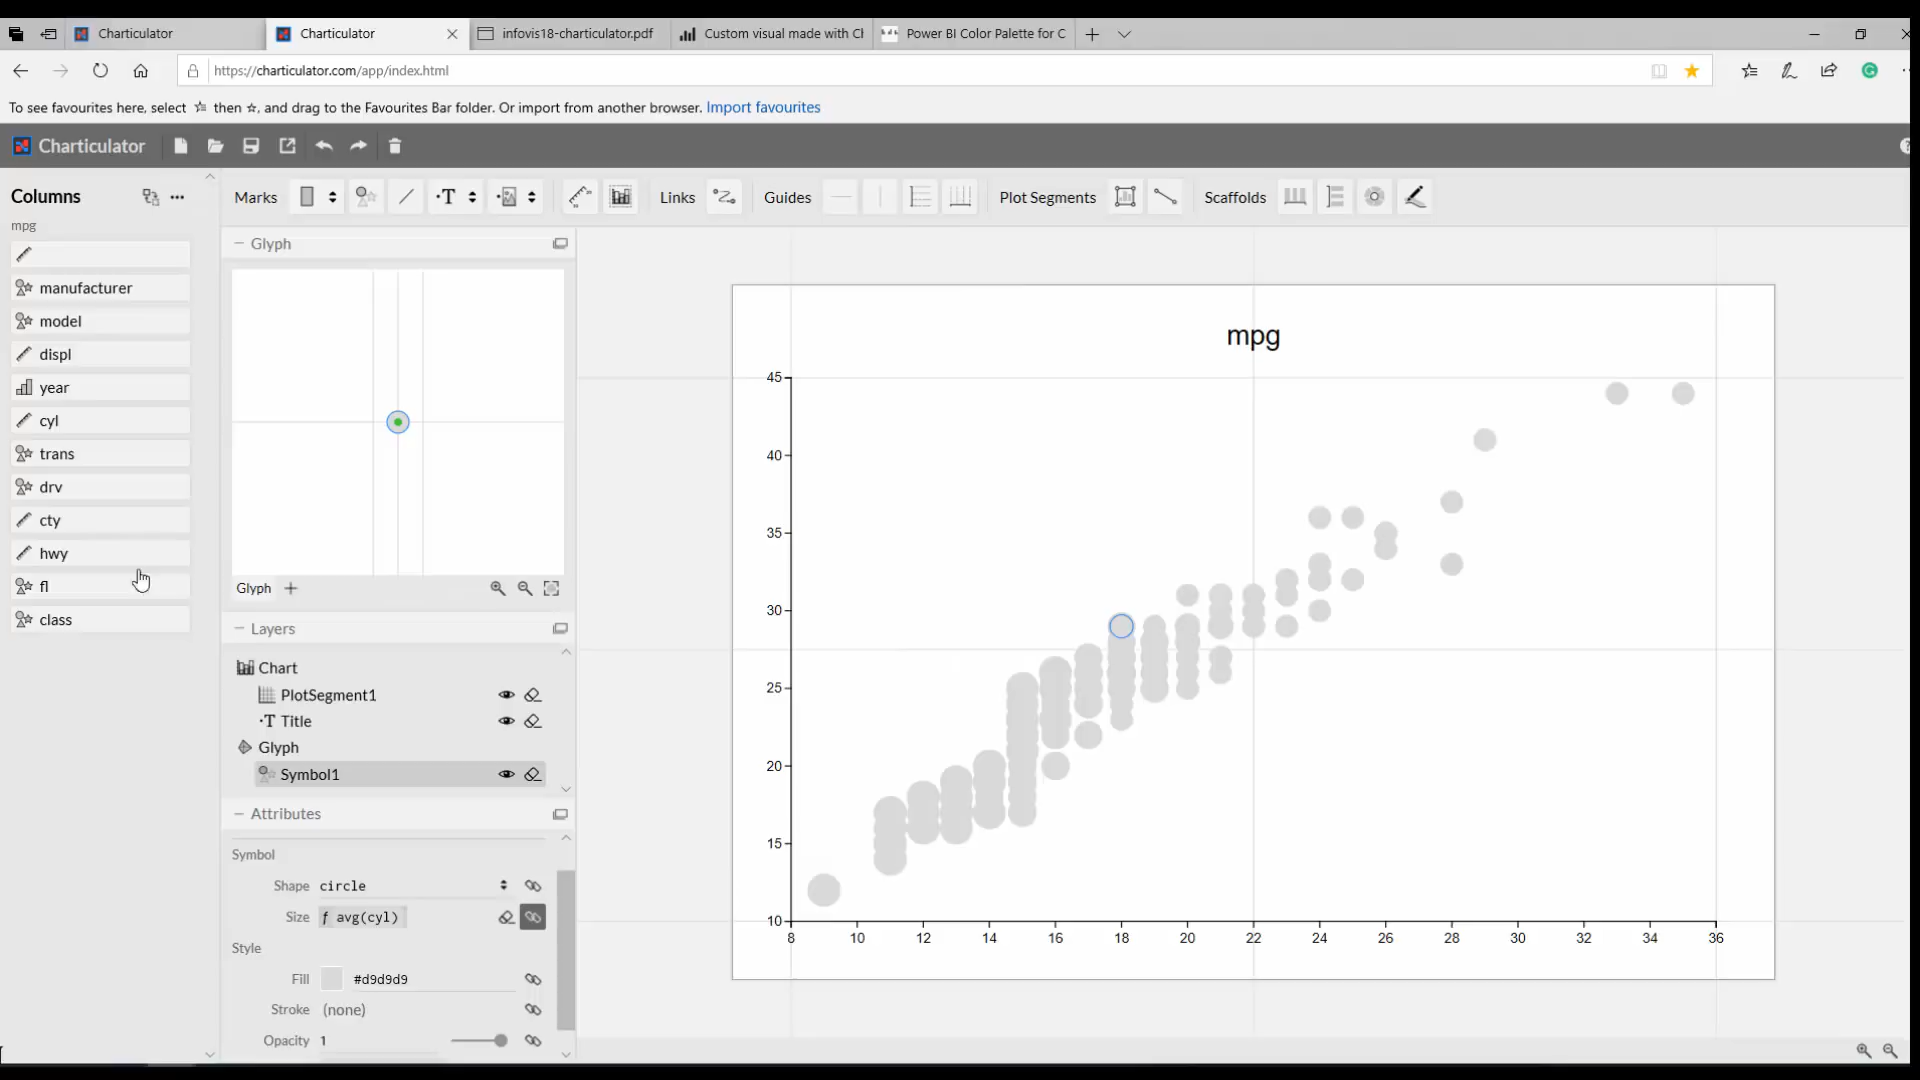 Charticulator
Charticulator
infovis18-charticulator.pdf
Custom visual made with Cl
Power BI Color Palette for C
https://charticulator.com/app/index.html
To see favourites here, select ☆ then ☆, and drag to the Favourites Bar folder. Or import from another browser. Import favourites
Charticulator
Columns
Marks
T
Links
Guides
Plot Segments
Scaffolds
mpg
manufacturer
model
displ
year
cyl
trans
drv
cty
hwy
fl
class
Glyph
Glyph +
Layers
Chart
PlotSegment1
T Title
Glyph
Symbol1
Attributes
Symbol
Shape circle
Size f avg(cyl)
Style
Fill #d9d9d9
Stroke (none)
Opacity 1
mpg
45
40
35
30
25
20
15
10
8 10 12 14 16 18 20 22 24 26 28 30 32 34 36